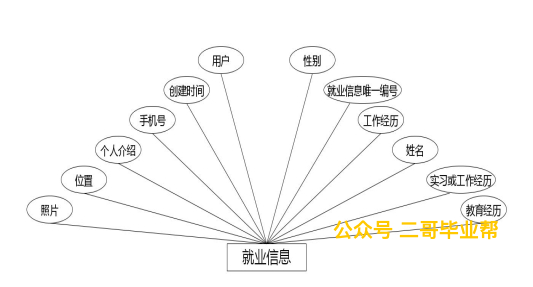 用户
性别
创建时间
就业信息唯一编号
手机号
工作经历
个人介绍
姓名
位置
实习或工作经历
照片
教育经历
公众号 二哥毕业帮
就业信息